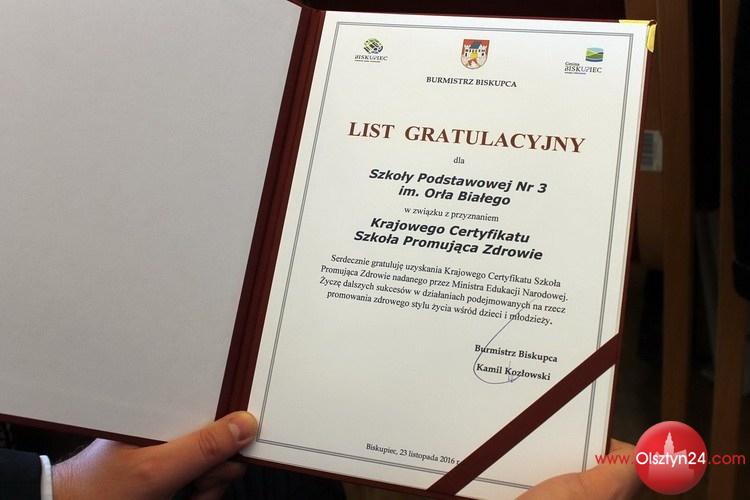 BISKUPIEC
Gmina
BISKUPIEC
BURMISTRZ BISKUPCA
LIST GRATULACYJNY
dla
Szkoły Podstawowej Nr 3
im. Orła Białego
w związku z przyznaniem
Krajowego Certyfikatu
Szkoła Promująca Zdrowie
Serdecznie gratuluję uzyskania Krajowego Certyfikatu Szkoła
Promująca Zdrowie nadanego przez Ministra Edukacji Narodowej.
Życzę dalszych sukcesów w działaniach podejmowanych na rzecz
promowania zdrowego stylu życia wśród dzieci i młodzieży.
Burmistrz Biskupca
Kamil Kozłowski
Biskupiec, 23 listopada 2016 r.
www.Olsztyn24.com